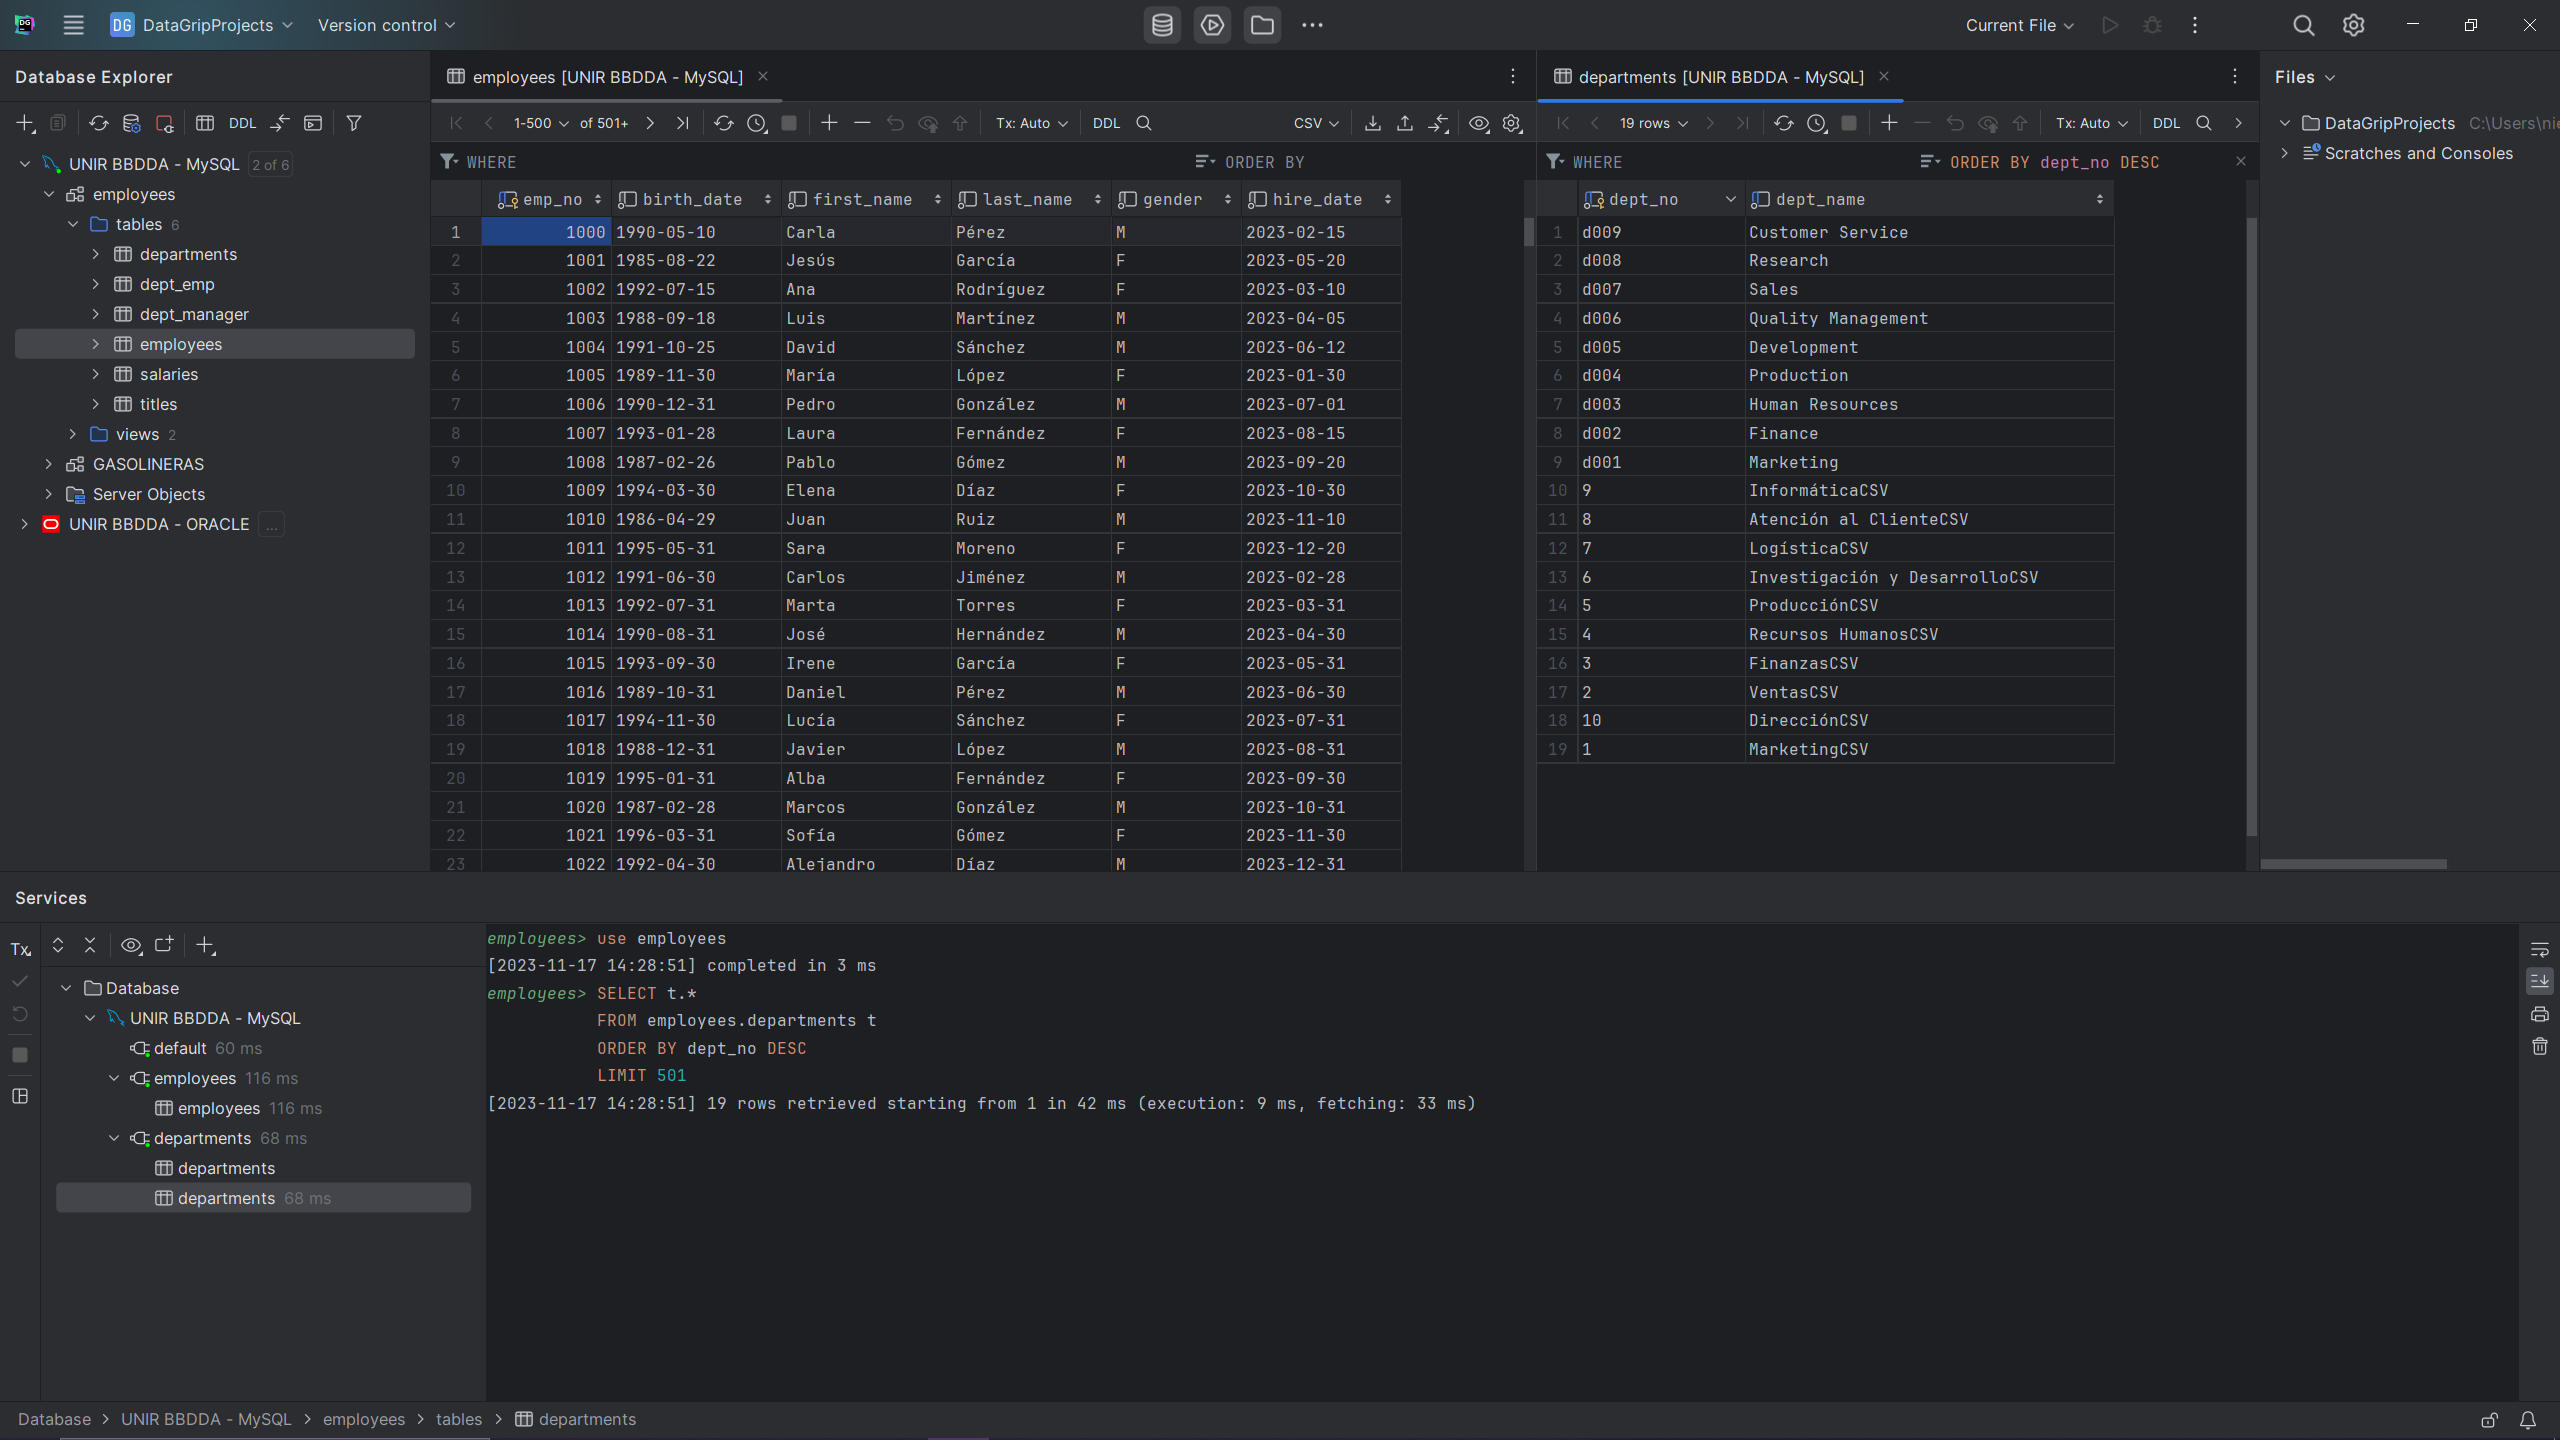 DG DataGripProjects Version control Current File
Database Explorer
DDL
UNIR BBDDA - MySQL 2 of 6
employees
tables 6
departments
dept_emp
dept_manager
employees
salaries
titles
views 2
GASOLINERAS
Server Objects
UNIR BBDDA - ORACLE ...
employees [UNIR BBDDA - MySQL]
1-500 of 501+ Tx: Auto DDL CSV
WHERE ORDER BY
emp_no birth_date first_name last_name gender hire_date
1 1000 1990-05-10 Carla Pérez M 2023-02-15
2 1001 1985-08-22 Jesús García F 2023-05-20
3 1002 1992-07-15 Ana Rodríguez F 2023-03-10
4 1003 1988-09-18 Luis Martínez M 2023-04-05
5 1004 1991-10-25 David Sánchez M 2023-06-12
6 1005 1989-11-30 María López F 2023-01-30
7 1006 1990-12-31 Pedro González M 2023-07-01
8 1007 1993-01-28 Laura Fernández F 2023-08-15
9 1008 1987-02-26 Pablo Gómez M 2023-09-20
10 1009 1994-03-30 Elena Díaz F 2023-10-30
11 1010 1986-04-29 Juan Ruiz M 2023-11-10
12 1011 1995-05-31 Sara Moreno F 2023-12-20
13 1012 1991-06-30 Carlos Jiménez M 2023-02-28
14 1013 1992-07-31 Marta Torres F 2023-03-31
15 1014 1990-08-31 José Hernández M 2023-04-30
16 1015 1993-09-30 Irene García F 2023-05-31
17 1016 1989-10-31 Daniel Pérez M 2023-06-30
18 1017 1994-11-30 Lucía Sánchez F 2023-07-31
19 1018 1988-12-31 Javier López M 2023-08-31
20 1019 1995-01-31 Alba Fernández F 2023-09-30
21 1020 1987-02-28 Marcos González M 2023-10-31
22 1021 1996-03-31 Sofía Gómez F 2023-11-30
23 1022 1992-04-30 Alejandro Díaz M 2023-12-31
departments [UNIR BBDDA - MySQL]
19 rows Tx: Auto DDL
WHERE ORDER BY dept_no DESC
dept_no dept_name
1 d009 Customer Service
2 d008 Research
3 d007 Sales
4 d006 Quality Management
5 d005 Development
6 d004 Production
7 d003 Human Resources
8 d002 Finance
9 d001 Marketing
10 9 InformáticaCSV
11 8 Atención al ClienteCSV
12 7 LogísticaCSV
13 6 Investigación y DesarrolloCSV
14 5 ProducciónCSV
15 4 Recursos HumanosCSV
16 3 FinanzasCSV
17 2 VentasCSV
18 10 DirecciónCSV
19 1 MarketingCSV
Files
DataGripProjects C:\Users\nie
Scratches and Consoles
Services
Tx
Database
UNIR BBDDA - MySQL
default 60 ms
employees 116 ms
employees 116 ms
departments 68 ms
departments
departments 68 ms
employees> use employees
[2023-11-17 14:28:51] completed in 3 ms
employees> SELECT t.*
FROM employees.departments t
ORDER BY dept_no DESC
LIMIT 501
[2023-11-17 14:28:51] 19 rows retrieved starting from 1 in 42 ms (execution: 9 ms, fetching: 33 ms)
Database > UNIR BBDDA - MySQL > employees > tables > departments